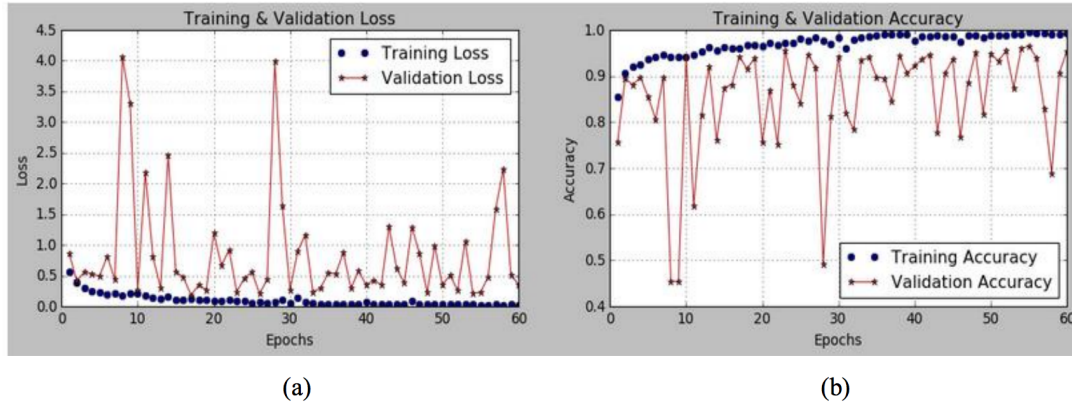 Training & Validation Loss
4.5
4.0
3.5
3.0
2.5
2.0
1.5
1.0
0.5
0.0
Loss
Training Loss
Validation Loss
0 10 20 30 40 50 60
Epochs
(a)
Training & Validation Accuracy
1.0
0.9
0.8
0.7
0.6
0.5
0.4
Accuracy
Training Accuracy
Validation Accuracy
0 10 20 30 40 50 60
Epochs
(b)